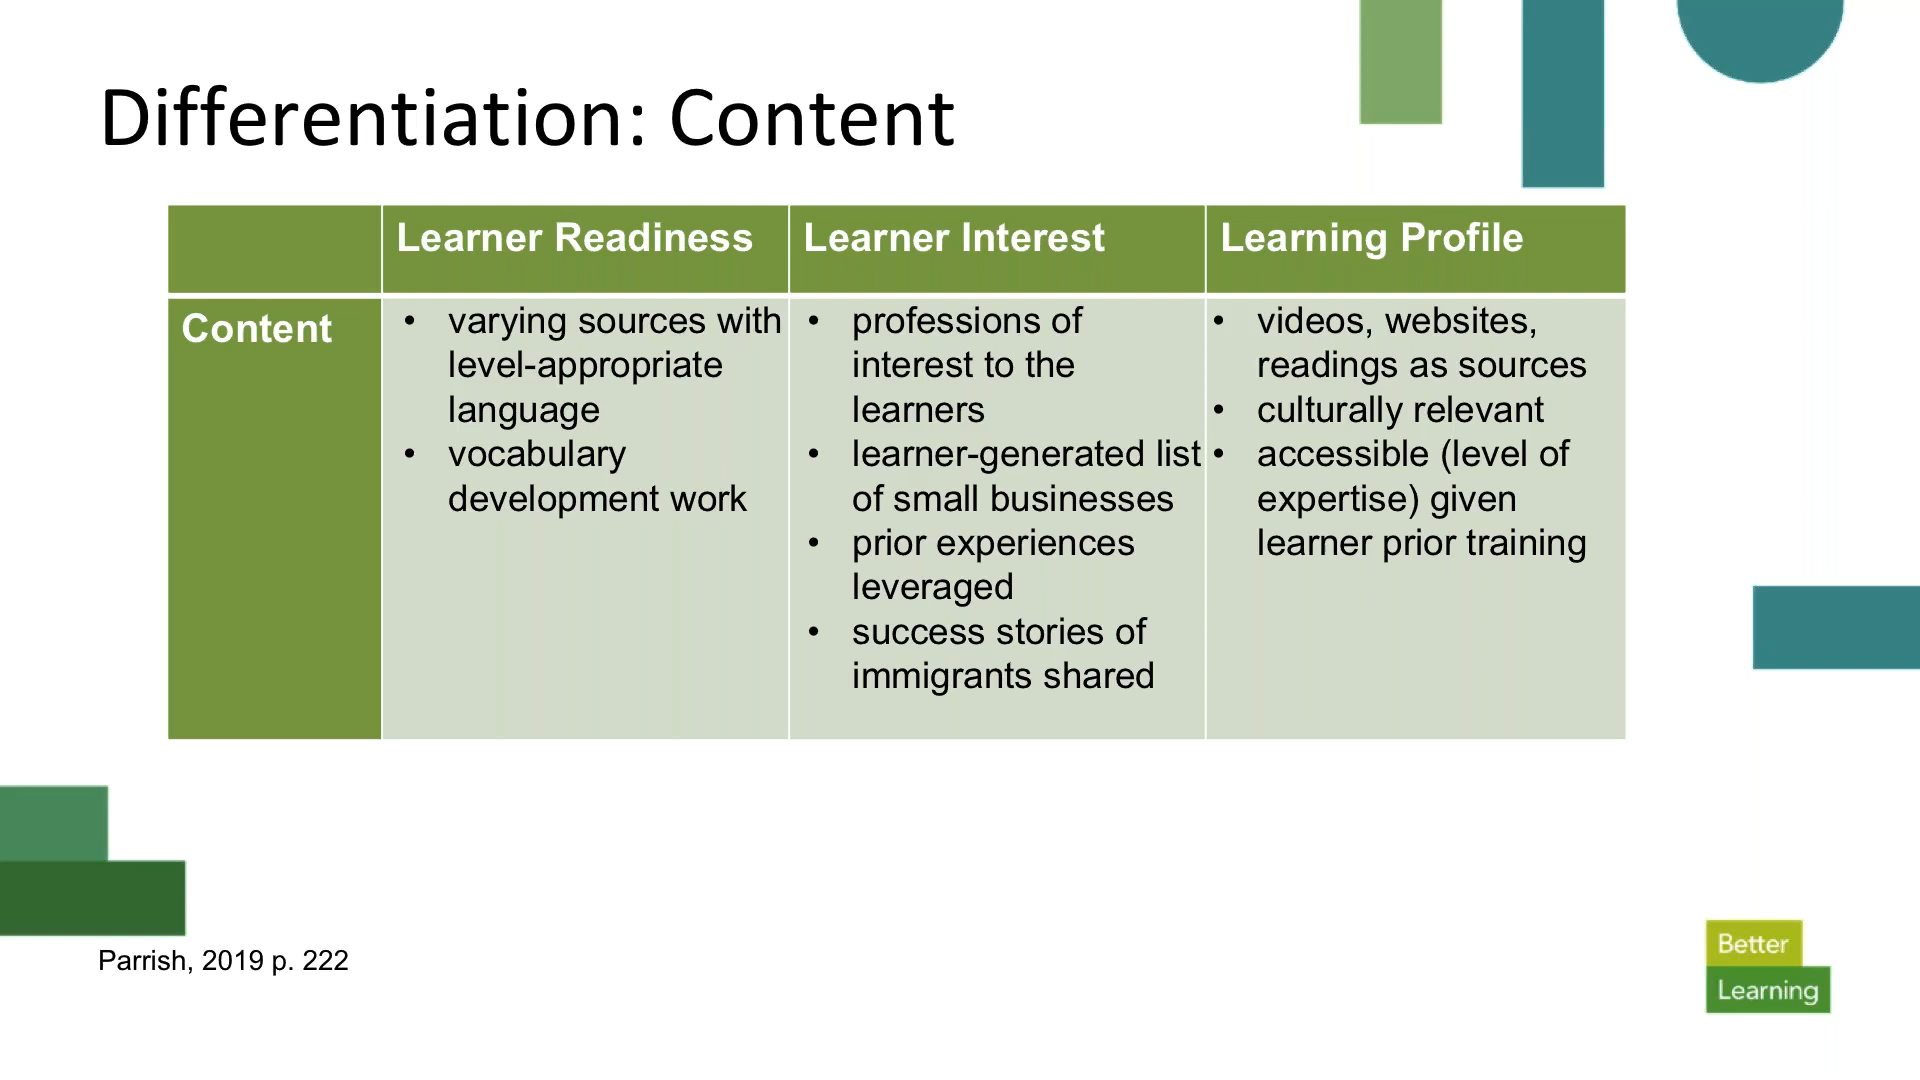 Differentiation: Content
Learner Readiness
Learner Interest
Learning Profile
Content
• varying sources with
level-appropriate
language
• vocabulary
development work
• professions of
interest to the
learners
• learner-generated list
of small businesses
• prior experiences
leveraged
• success stories of
immigrants shared
• videos, websites,
readings as sources
• culturally relevant
• accessible (level of
expertise) given
learner prior training
Parrish, 2019 p. 222
Better
Learning